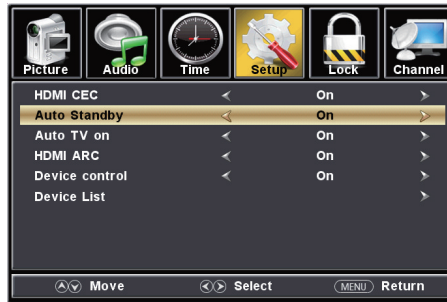 Picture Audio Time Setup Lock Channel
HDMI CEC On
Auto Standby On
Auto TV on On
HDMI ARC On
Device control On
Device List
Move Select MENU Return